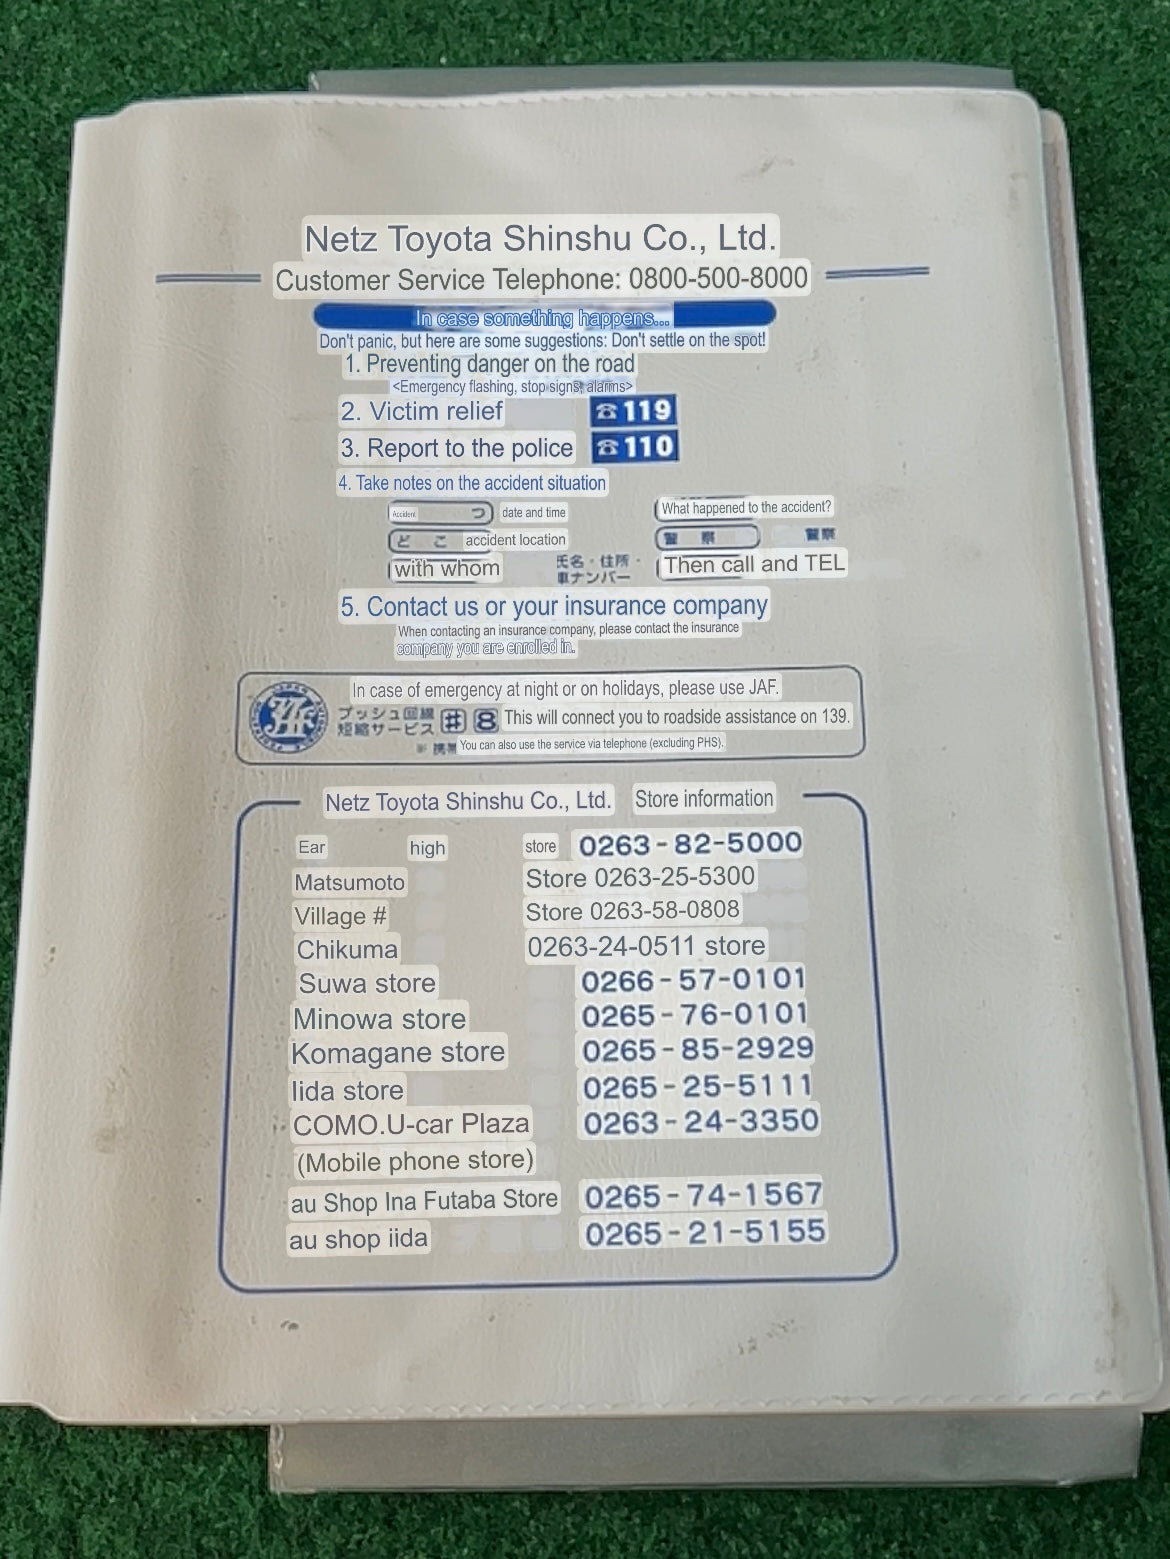 Netz Toyota Shinshu Co., Ltd.
Customer Service Telephone: 0800-500-8000
In case something happens...
Don't panic, but here are some suggestions: Don't settle on the spot!
1. Preventing danger on the road
<Emergency flashing, stop signs, alarms>
2. Victim relief ☎119
3. Report to the police ☎110
4. Take notes on the accident situation
Accident つ date and time What happened to the accident?
どこ accident location 警察 警察
with whom 氏名・住所・ Then call and TEL
車ナンバー
5. Contact us or your insurance company
When contacting an insurance company, please contact the insurance
company you are enrolled in.
In case of emergency at night or on holidays, please use JAF.
プッシュ回線
短縮サービス # 8 This will connect you to roadside assistance on 139.
※ 携帯 You can also use the service via telephone (excluding PHS).
Netz Toyota Shinshu Co., Ltd. Store information
Ear high store 0263-82-5000
Matsumoto Store 0263-25-5300
Village # Store 0263-58-0808
Chikuma 0263-24-0511 store
Suwa store 0266-57-0101
Minowa store 0265-76-0101
Komagane store 0265-85-2929
Iida store 0265-25-5111
COMO.U-car Plaza 0263-24-3350
(Mobile phone store)
au Shop Ina Futaba Store 0265-74-1567
au shop iida 0265-21-5155